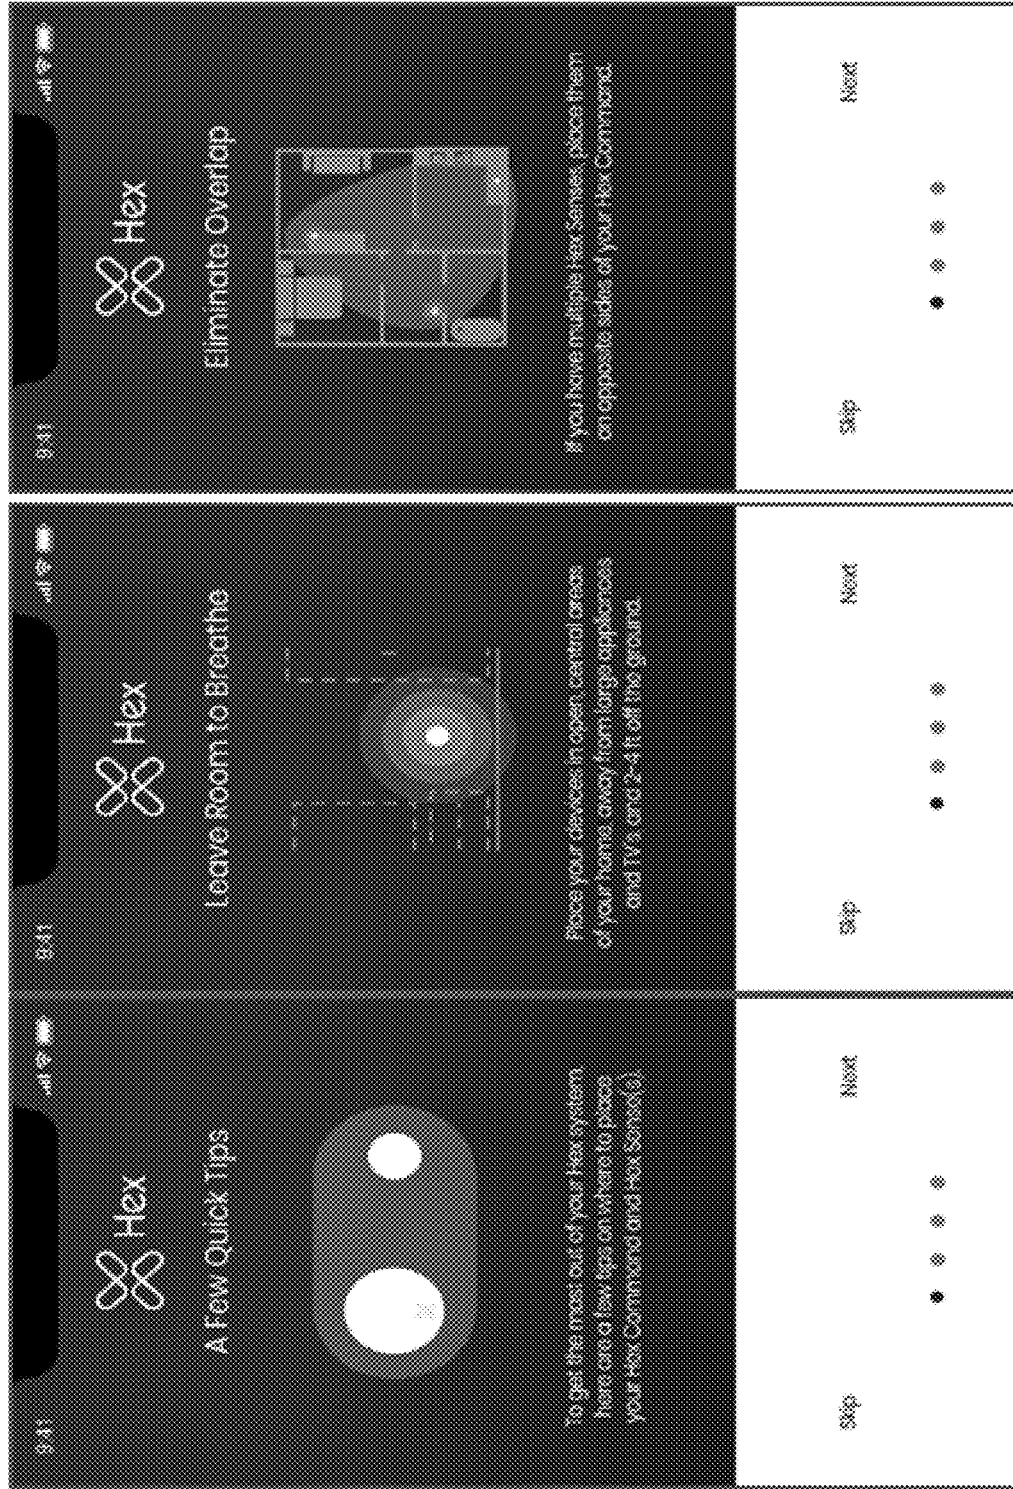 9:41
Hex
A Few Quick Tips
To get the most out of your Hex system
here are a few tips on where to place
your Hex Command and Hex Sense(s).
Skip
Next
9:41
Hex
Leave Room to Breathe
Place your devices in open central areas
of your home, away from large appliances
and TVs and 2-4 ft off the ground.
Skip
Next
9:41
Hex
Eliminate Overlap
If you have multiple Hex Senses, place them
on opposite sides of your Hex Command.
Skip
Next